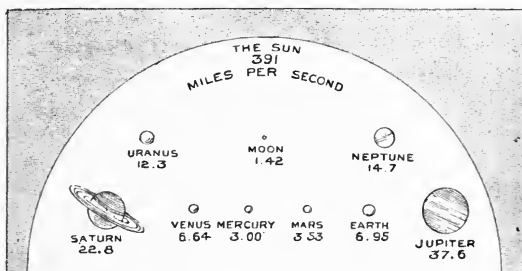 THE SUN
391
MILES PER SECOND
URANUS
12.3
MOON
1.42
NEPTUNE
14.7
SATURN
22.8
VENUS
6.64
MERCURY
3.00
MARS
3.53
EARTH
6.95
JUPITER
37.6